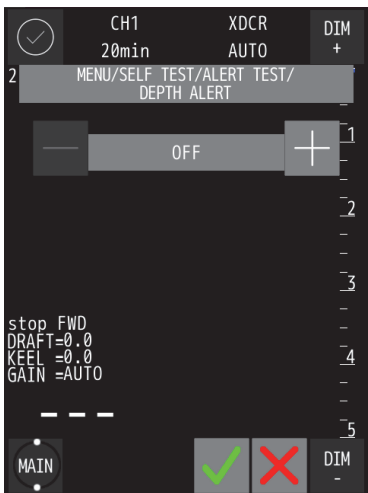 CH1 XDCR DIM
20min AUTO +
2 MENU/SELF TEST/ALERT TEST/
DEPTH ALERT
1
OFF
2
3
stop FWD
DRAFT=0.0
KEEL =0.0
GAIN =AUTO
4
---
5
MAIN DIM
-